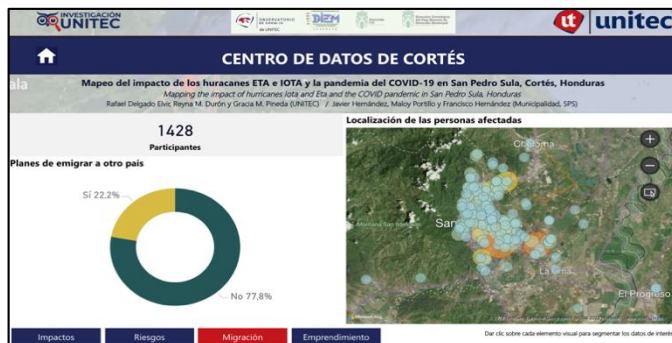 INVESTIGACIÓN
UNITEC
OBSERVATORIO
DIEM
unitec
CENTRO DE DATOS DE CORTÉS
Mapeo del impacto de los huracanes ETA e IOTA y la pandemia del COVID-19 en San Pedro Sula, Cortés, Honduras
Mapping the impact of hurricanes Iota and Eta and the COVID pandemic in San Pedro Sula, Honduras
Rafael Delgado Elvir, Reyna M. Durón y Gracia M. Pineda (UNITEC) / Javier Hernández, Maloy Portillo y Francisco Hernández (Municipalidad, SPS)
1428
Participantes
Localización de las personas afectadas
Planes de emigrar a otro país
Sí 22,2%
No 77,8%
San
El Progreso
Impactos
Riesgos
Migración
Emprendimiento
Dar clic sobre cada elemento visual para segmentar los datos de interés